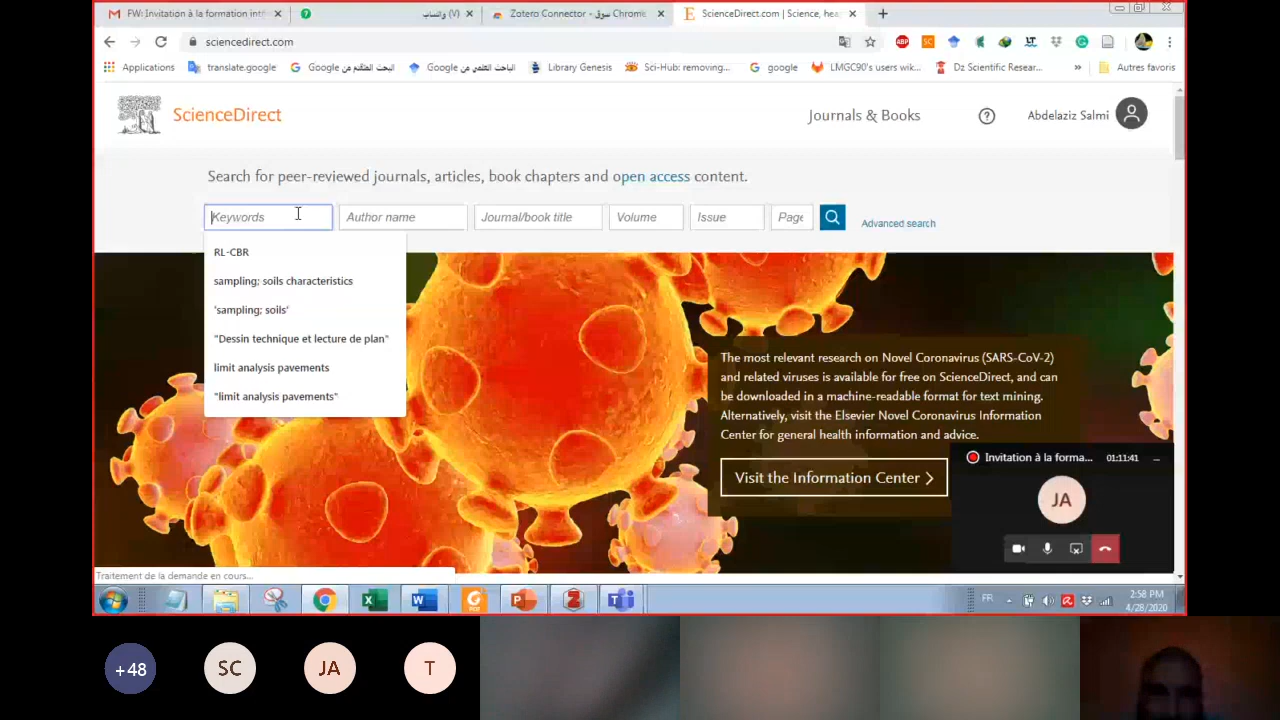 FW: Invitation à la formation inti
(V) واتساب
Zotero Connector - سوق Chrome
ScienceDirect.com | Science, hea
sciencedirect.com
Applications
translate.google
البحث المتقدم من Google
البحث العلمي من Google
Library Genesis
Sci-Hub: removing...
google
LMGC90's users wik...
Dz Scientific Resear...
»
Autres favoris
ScienceDirect
Journals & Books
?
Abdelaziz Salmi
Search for peer-reviewed journals, articles, book chapters and open access content.
Keywords
Author name
Journal/book title
Volume
Issue
Page
Advanced search
RL-CBR
sampling; soils characteristics
'sampling; soils'
"Dessin technique et lecture de plan"
limit analysis pavements
"limit analysis pavements"
The most relevant research on Novel Coronavirus (SARS-CoV-2)
and related viruses is available for free on ScienceDirect, and can
be downloaded in a machine-readable format for text mining.
Alternatively, visit the Elsevier Novel Coronavirus Information
Center for general health information and advice.
Visit the Information Center >
Invitation à la forma...
01:11:41
JA
Traitement de la demande en cours...
FR
2:58 PM
4/28/2020
+48
SC
JA
T